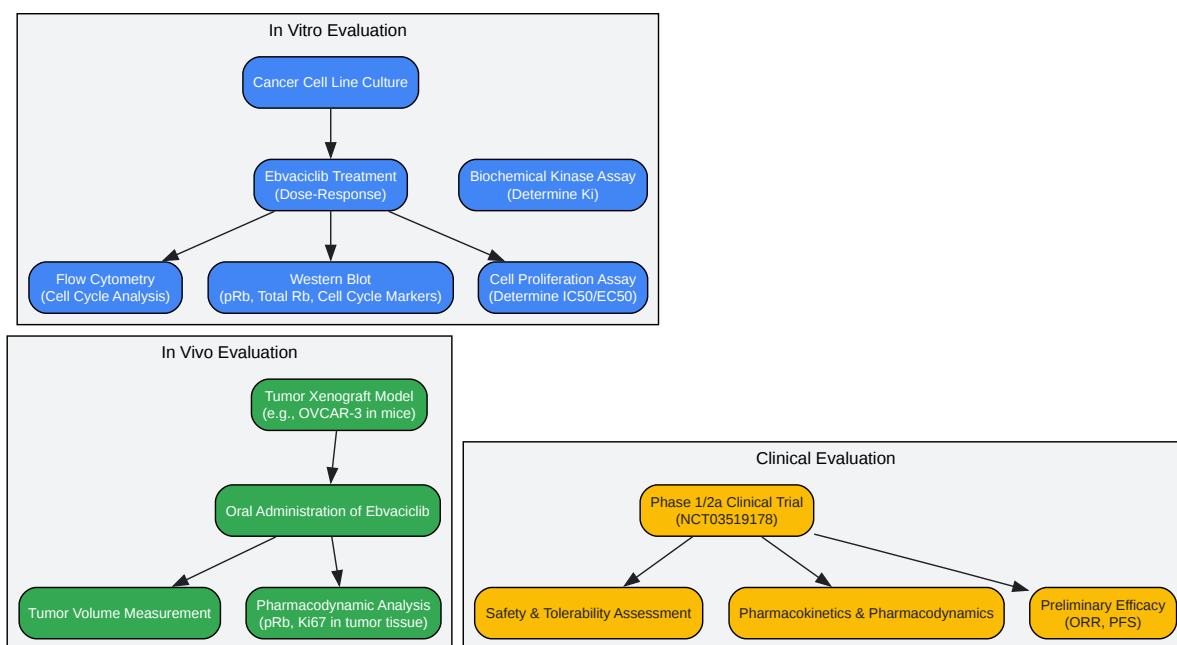 In Vitro Evaluation
Cancer Cell Line Culture
Ebvaciclib Treatment
(Dose-Response)
Biochemical Kinase Assay
(Determine Ki)
Flow Cytometry
(Cell Cycle Analysis)
Western Blot
(pRb, Total Rb, Cell Cycle Markers)
Cell Proliferation Assay
(Determine IC50/EC50)
In Vivo Evaluation
Tumor Xenograft Model
(e.g., OVCAR-3 in mice)
Oral Administration of Ebvaciclib
Tumor Volume Measurement
Pharmacodynamic Analysis
(pRb, Ki67 in tumor tissue)
Clinical Evaluation
Phase 1/2a Clinical Trial
(NCT03519178)
Safety & Tolerability Assessment
Pharmacokinetics & Pharmacodynamics
Preliminary Efficacy
(ORR, PFS)